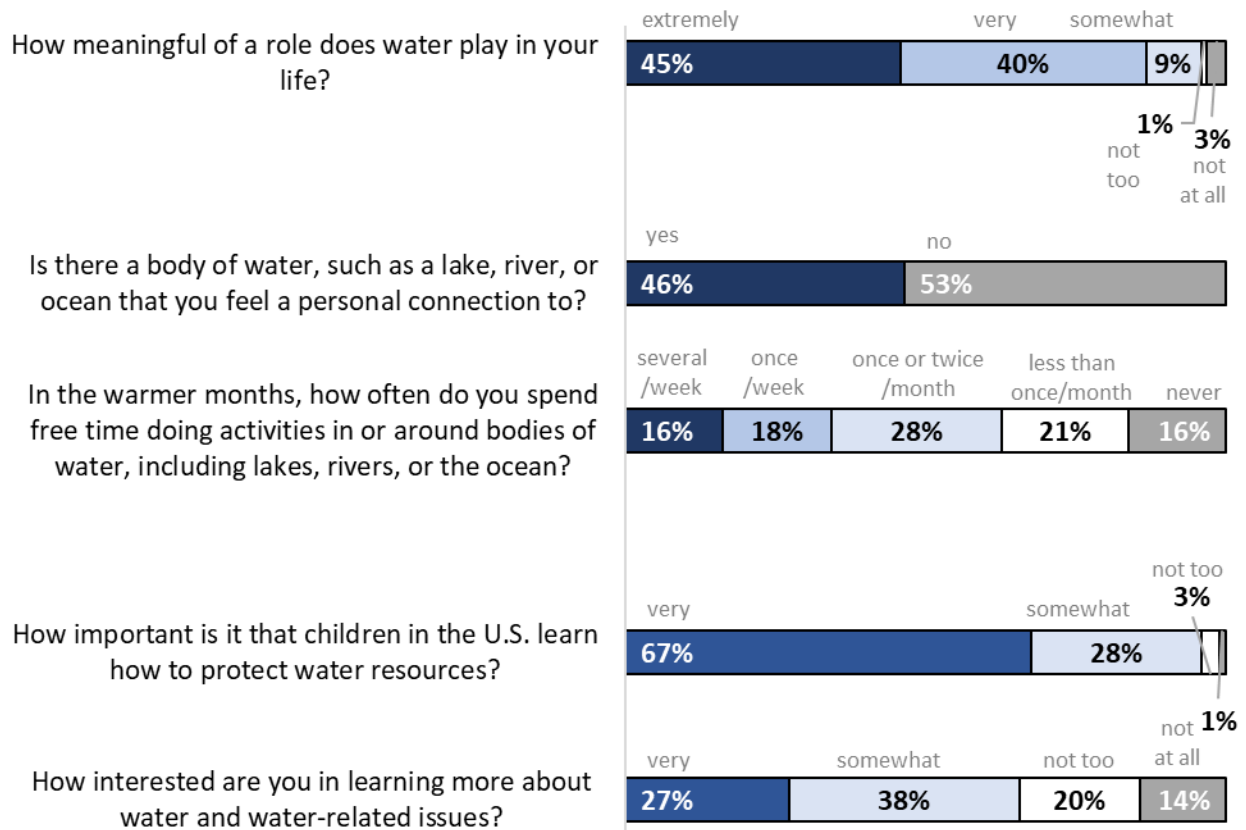 extremely very somewhat
How meaningful of a role does water play in your
life?
45% 40% 9%
1% 3%
not
too
not
at all
yes no
Is there a body of water, such as a lake, river, or
ocean that you feel a personal connection to?
46% 53%
several
/week
once
/week
once or twice
/month
less than
once/month
never
In the warmer months, how often do you spend
free time doing activities in or around bodies of
water, including lakes, rivers, or the ocean?
16% 18% 28% 21% 16%
very somewhat
not too
3%
How important is it that children in the U.S. learn
how to protect water resources?
67% 28%
1%
very somewhat not too
not
at all
How interested are you in learning more about
water and water-related issues?
27% 38% 20% 14%